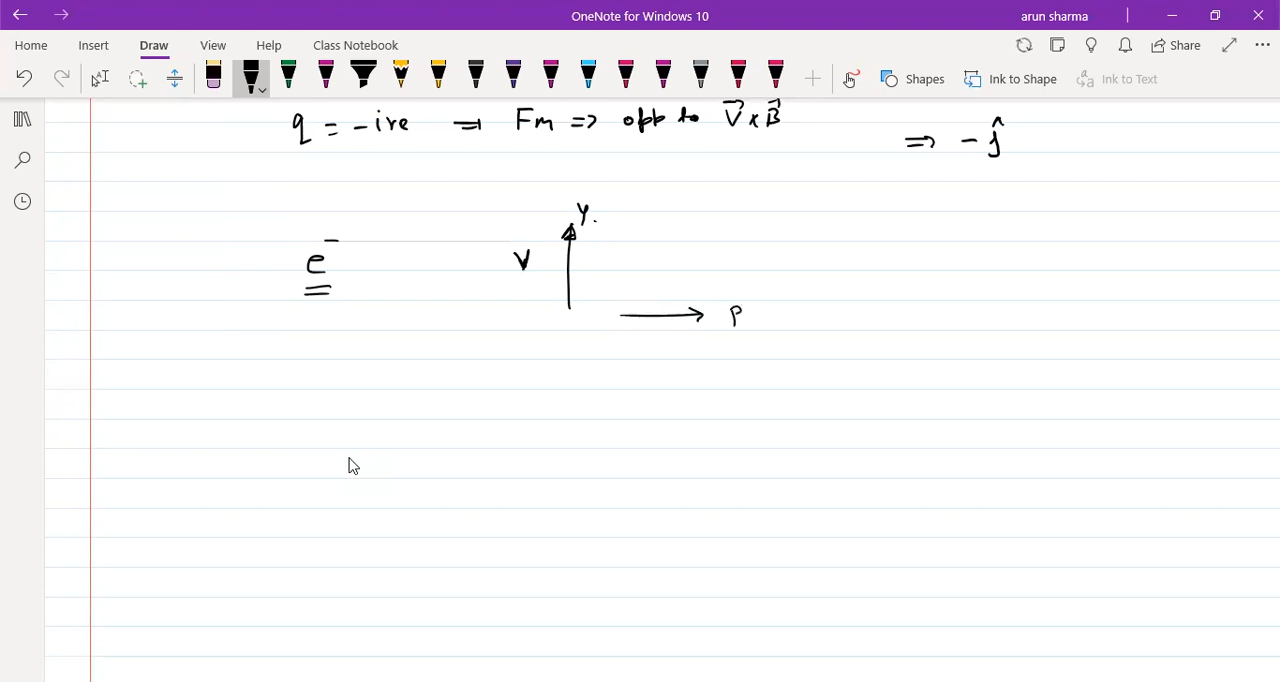 OneNote for Windows 10
arun sharma
Home Insert Draw View Help Class Notebook
Share
Shapes Ink to Shape Ink to Text
q = -ive ⇒ Fm => opp to V⃗ x B⃗
=> - ĵ
Y.
e⁻ V
P